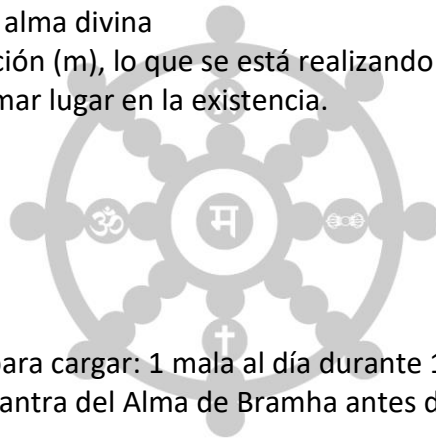 alma divina
ción (m), lo que se está realizando
mar lugar en la existencia.
ॐ
म
para cargar: 1 mala al día durante 1
antra del Alma de Bramha antes d